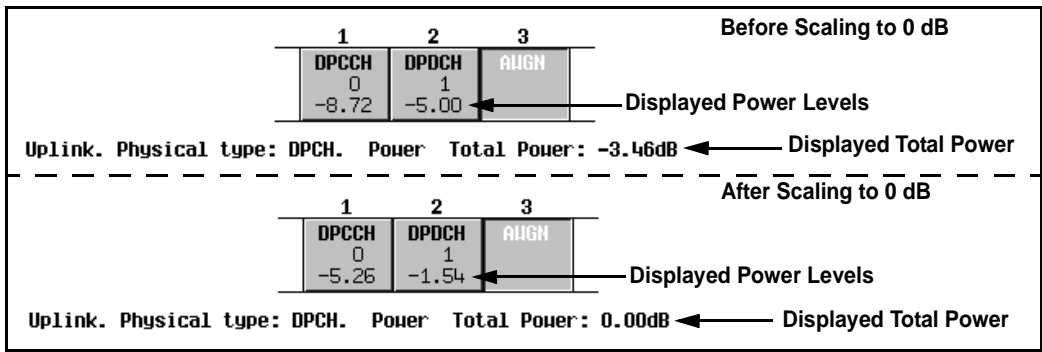 Before Scaling to 0 dB
1 2 3
DPCCH DPDCH AWGN
0 1
-8.72 -5.00
Displayed Power Levels
Uplink. Physical type: DPCH. Power Total Power: -3.46dB
Displayed Total Power
After Scaling to 0 dB
1 2 3
DPCCH DPDCH AWGN
0 1
-5.26 -1.54
Displayed Power Levels
Uplink. Physical type: DPCH. Power Total Power: 0.00dB
Displayed Total Power